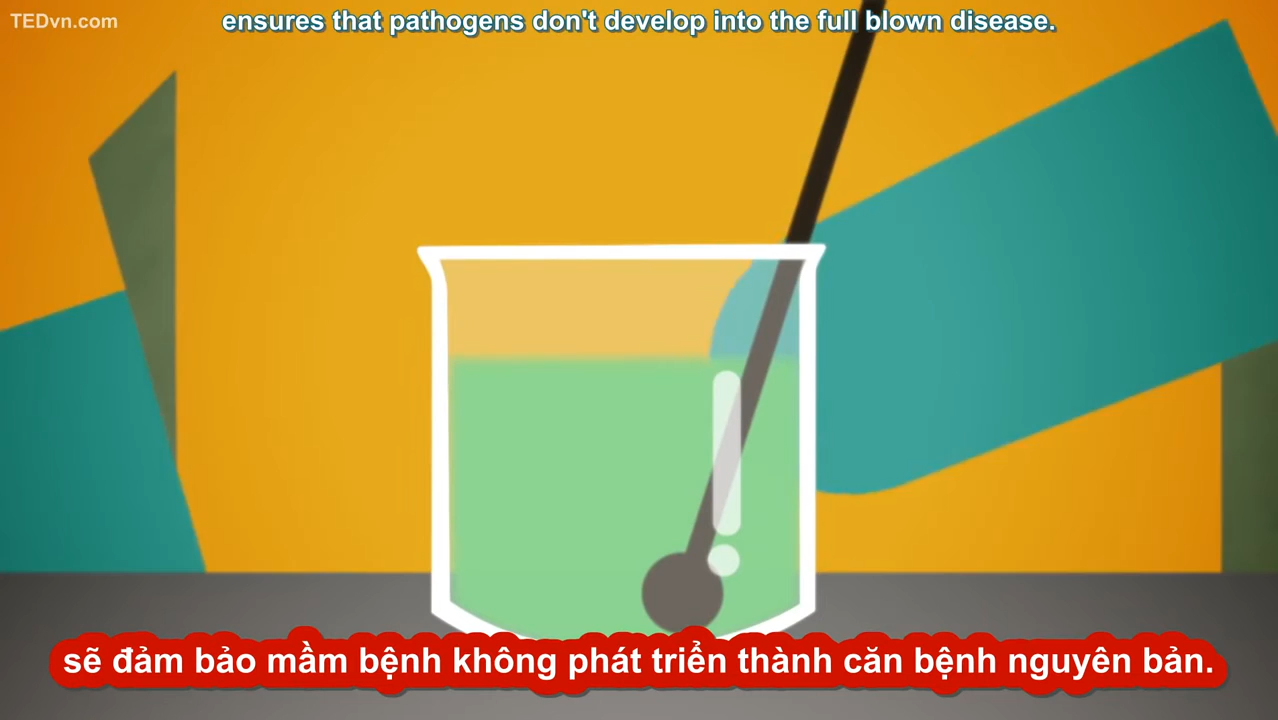 TEDvn.com
ensures that pathogens don't develop into the full blown disease.
sẽ đảm bảo mầm bệnh không phát triển thành căn bệnh nguyên bản.